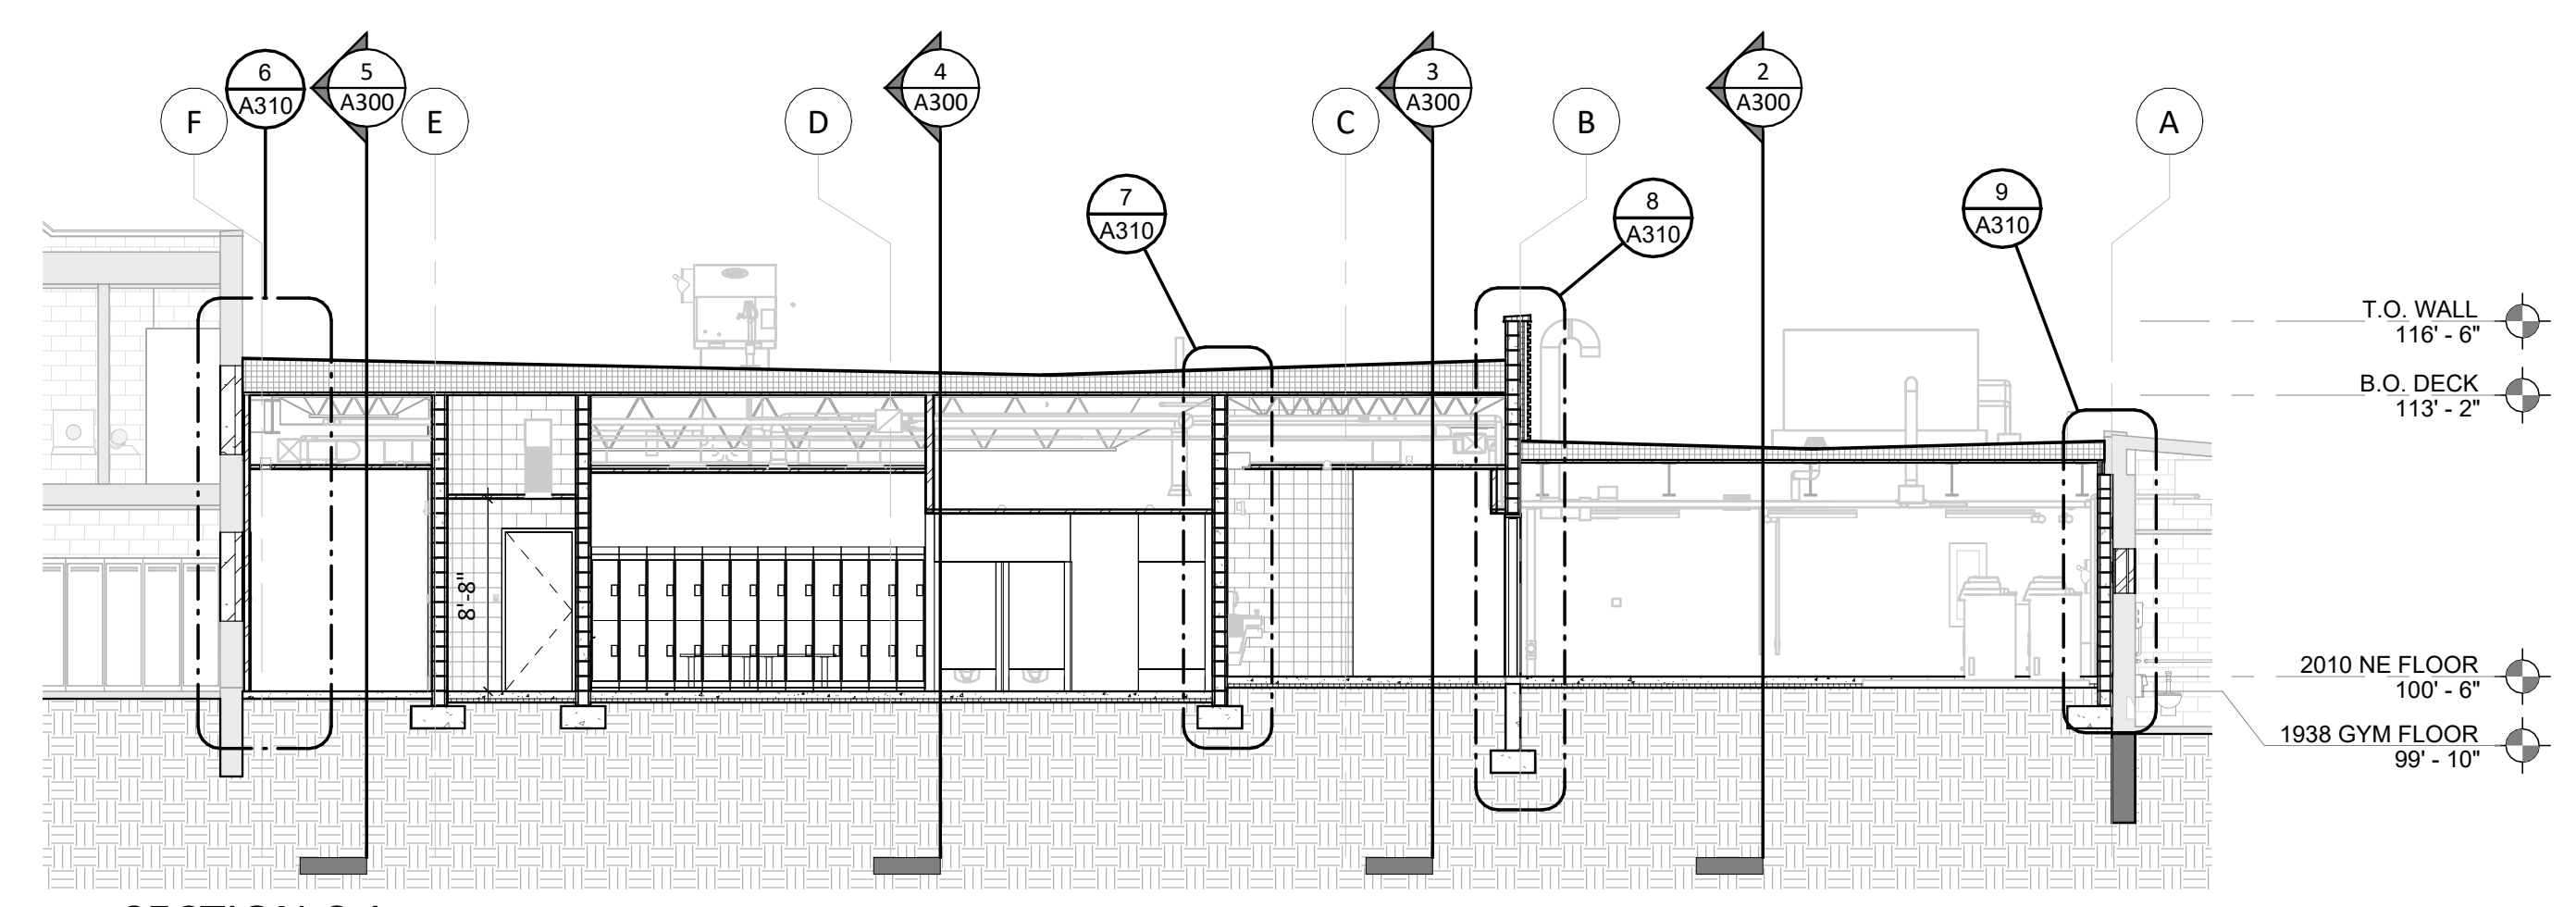 6
A310
5
A300
4
A300
3
A300
2
A300
F
E
D
C
B
A
7
A310
8
A310
9
A310
T.O. WALL
116' - 6"
B.O. DECK
113' - 2"
8'-8"
2010 NE FLOOR
100' - 6"
1938 GYM FLOOR
99' - 10"